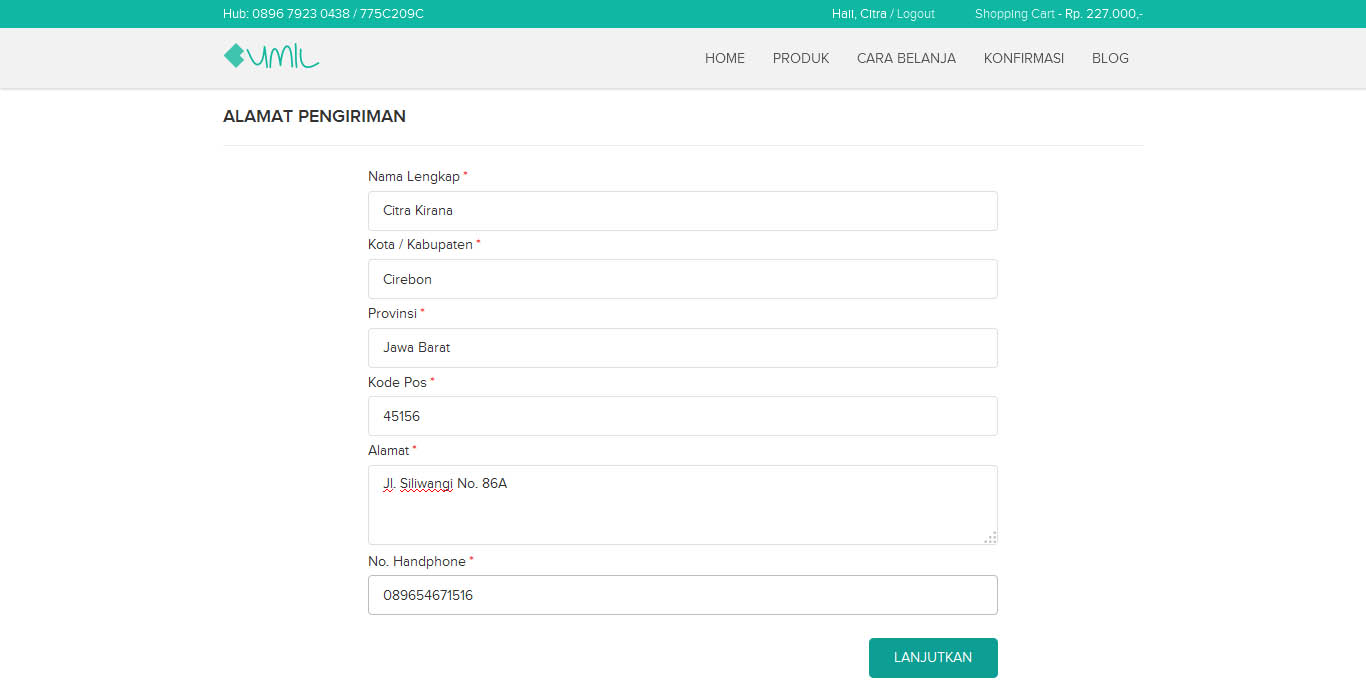 Hub: 0896 7923 0438 / 775C209C
Hail, Citra / Logout
Shopping Cart - Rp. 227.000,-
HOME PRODUK CARA BELANJA KONFIRMASI BLOG
ALAMAT PENGIRIMAN
Nama Lengkap *
Citra Kirana
Kota / Kabupaten *
Cirebon
Provinsi *
Jawa Barat
Kode Pos *
45156
Alamat *
Jl. Siliwangi No. 86A
No. Handphone *
089654671516
LANJUTKAN